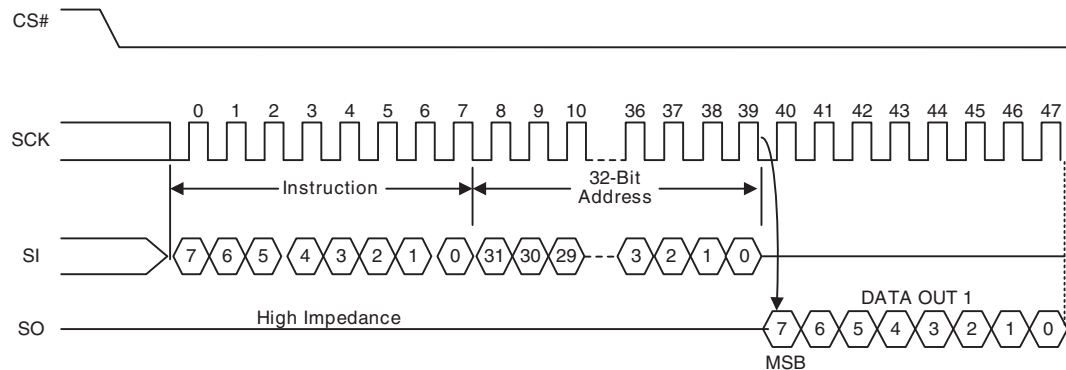 CS#
0 1 2 3 4 5 6 7 8 9 10 36 37 38 39 40 41 42 43 44 45 46 47
SCK
Instruction
32-Bit
Address
SI
7 6 5 4 3 2 1 0 31 30 29 3 2 1 0
DATA OUT 1
High Impedance
SO
7 6 5 4 3 2 1 0
MSB